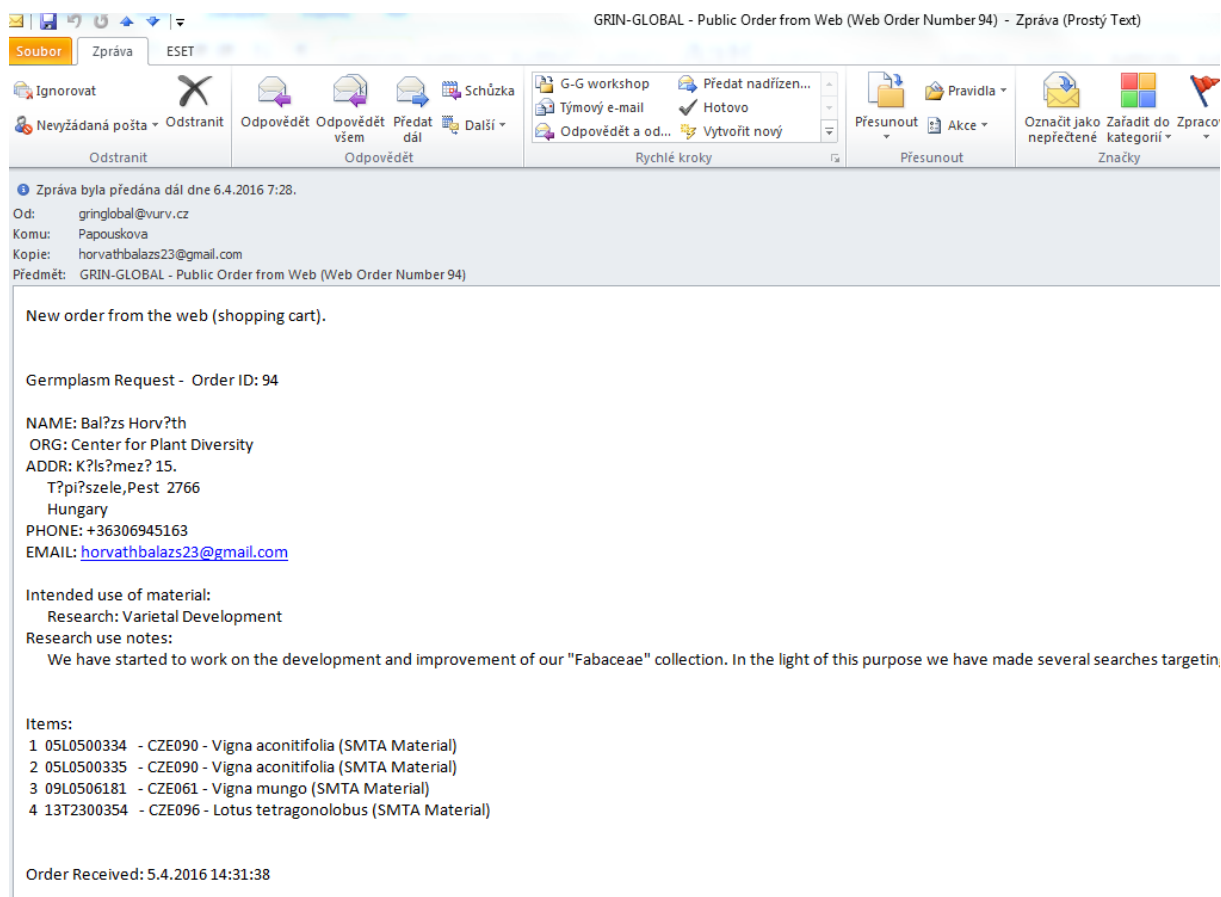 GRIN-GLOBAL - Public Order from Web (Web Order Number 94) - Zpráva (Prostý Text)
Soubor Zpráva ESET
Ignorovat
Nevyžádaná pošta
Odstranit
Odstranit
Odpovědět
Odpovědět všem
Předat dál
Schůzka
Další
Odpovědět
G-G workshop
Týmový e-mail
Odpovědět a od...
Předat nadřízen...
Hotovo
Vytvořit nový
Rychlé kroky
Přesunout
Pravidla
Akce
Přesunout
Označit jako nepřečtené
Zařadit do kategorií
Značky
Zpráva byla předána dál dne 6.4.2016 7:28.
Od: gringlobal@vurv.cz
Komu: Papouskova
Kopie: horvathbalazs23@gmail.com
Předmět: GRIN-GLOBAL - Public Order from Web (Web Order Number 94)
New order from the web (shopping cart).
Germplasm Request - Order ID: 94
NAME: Bal?zs Horv?th
ORG: Center for Plant Diversity
ADDR: K?ls?mez? 15.
T?pi?szele,Pest 2766
Hungary
PHONE: +36306945163
EMAIL: horvathbalazs23@gmail.com
Intended use of material:
Research: Varietal Development
Research use notes:
We have started to work on the development and improvement of our "Fabaceae" collection. In the light of this purpose we have made several searches
Items:
1 05L0500334 - CZE090 - Vigna aconitifolia (SMTA Material)
2 05L0500335 - CZE090 - Vigna aconitifolia (SMTA Material)
3 09L0506181 - CZE061 - Vigna mungo (SMTA Material)
4 13T2300354 - CZE096 - Lotus tetragonolobus (SMTA Material)
Order Received: 5.4.2016 14:31:38